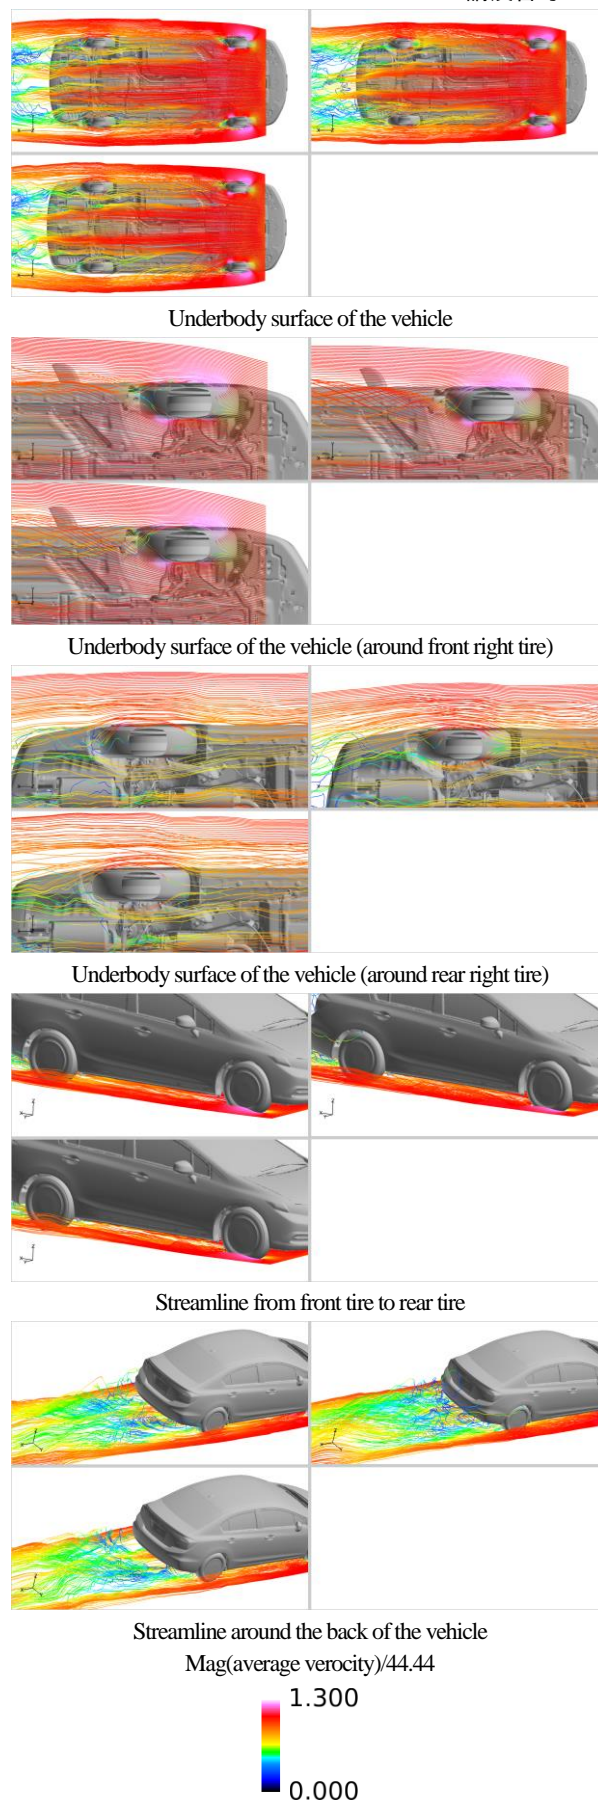 Underbody surface of the vehicle
Underbody surface of the vehicle (around front right tire)
Underbody surface of the vehicle (around rear right tire)
Streamline from front tire to rear tire
Streamline around the back of the vehicle
Mag(average verocity)/44.44
1.300
0.000